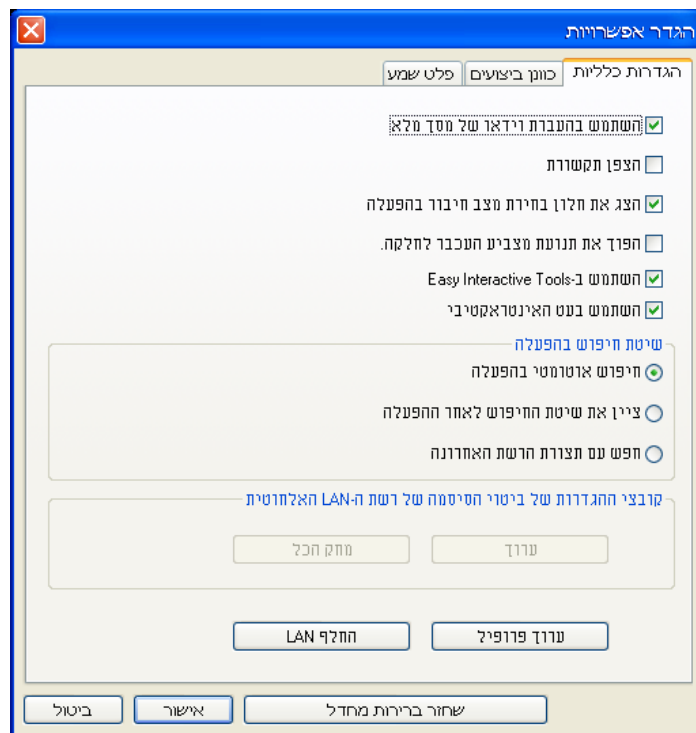 הגדר אפשרויות
הגדרות כלליות
כוונן ביצועים
פלט שמע
השתמש בהעברת וידאו של מסך מלא
הצפן תקשורת
הצג את חלון בחירת מצב חיבור בהפעלה
הפוך את תנועת מצביע העכבר לחלקה.
השתמש ב-Easy Interactive Tools
השתמש בעט האינטראקטיבי
שיטת חיפוש בהפעלה
חיפוש אוטומטי בהפעלה
ציין את שיטת החיפוש לאחר ההפעלה
חפש עם תצורת הרשת האחרונה
קובצי ההגדרות של ביטוי הסיסמה של רשת ה-LAN האלחוטית
ערוך
מחק הכל
ערוך פרופיל
החלף LAN
שחזר ברירות מחדל
אישור
ביטול